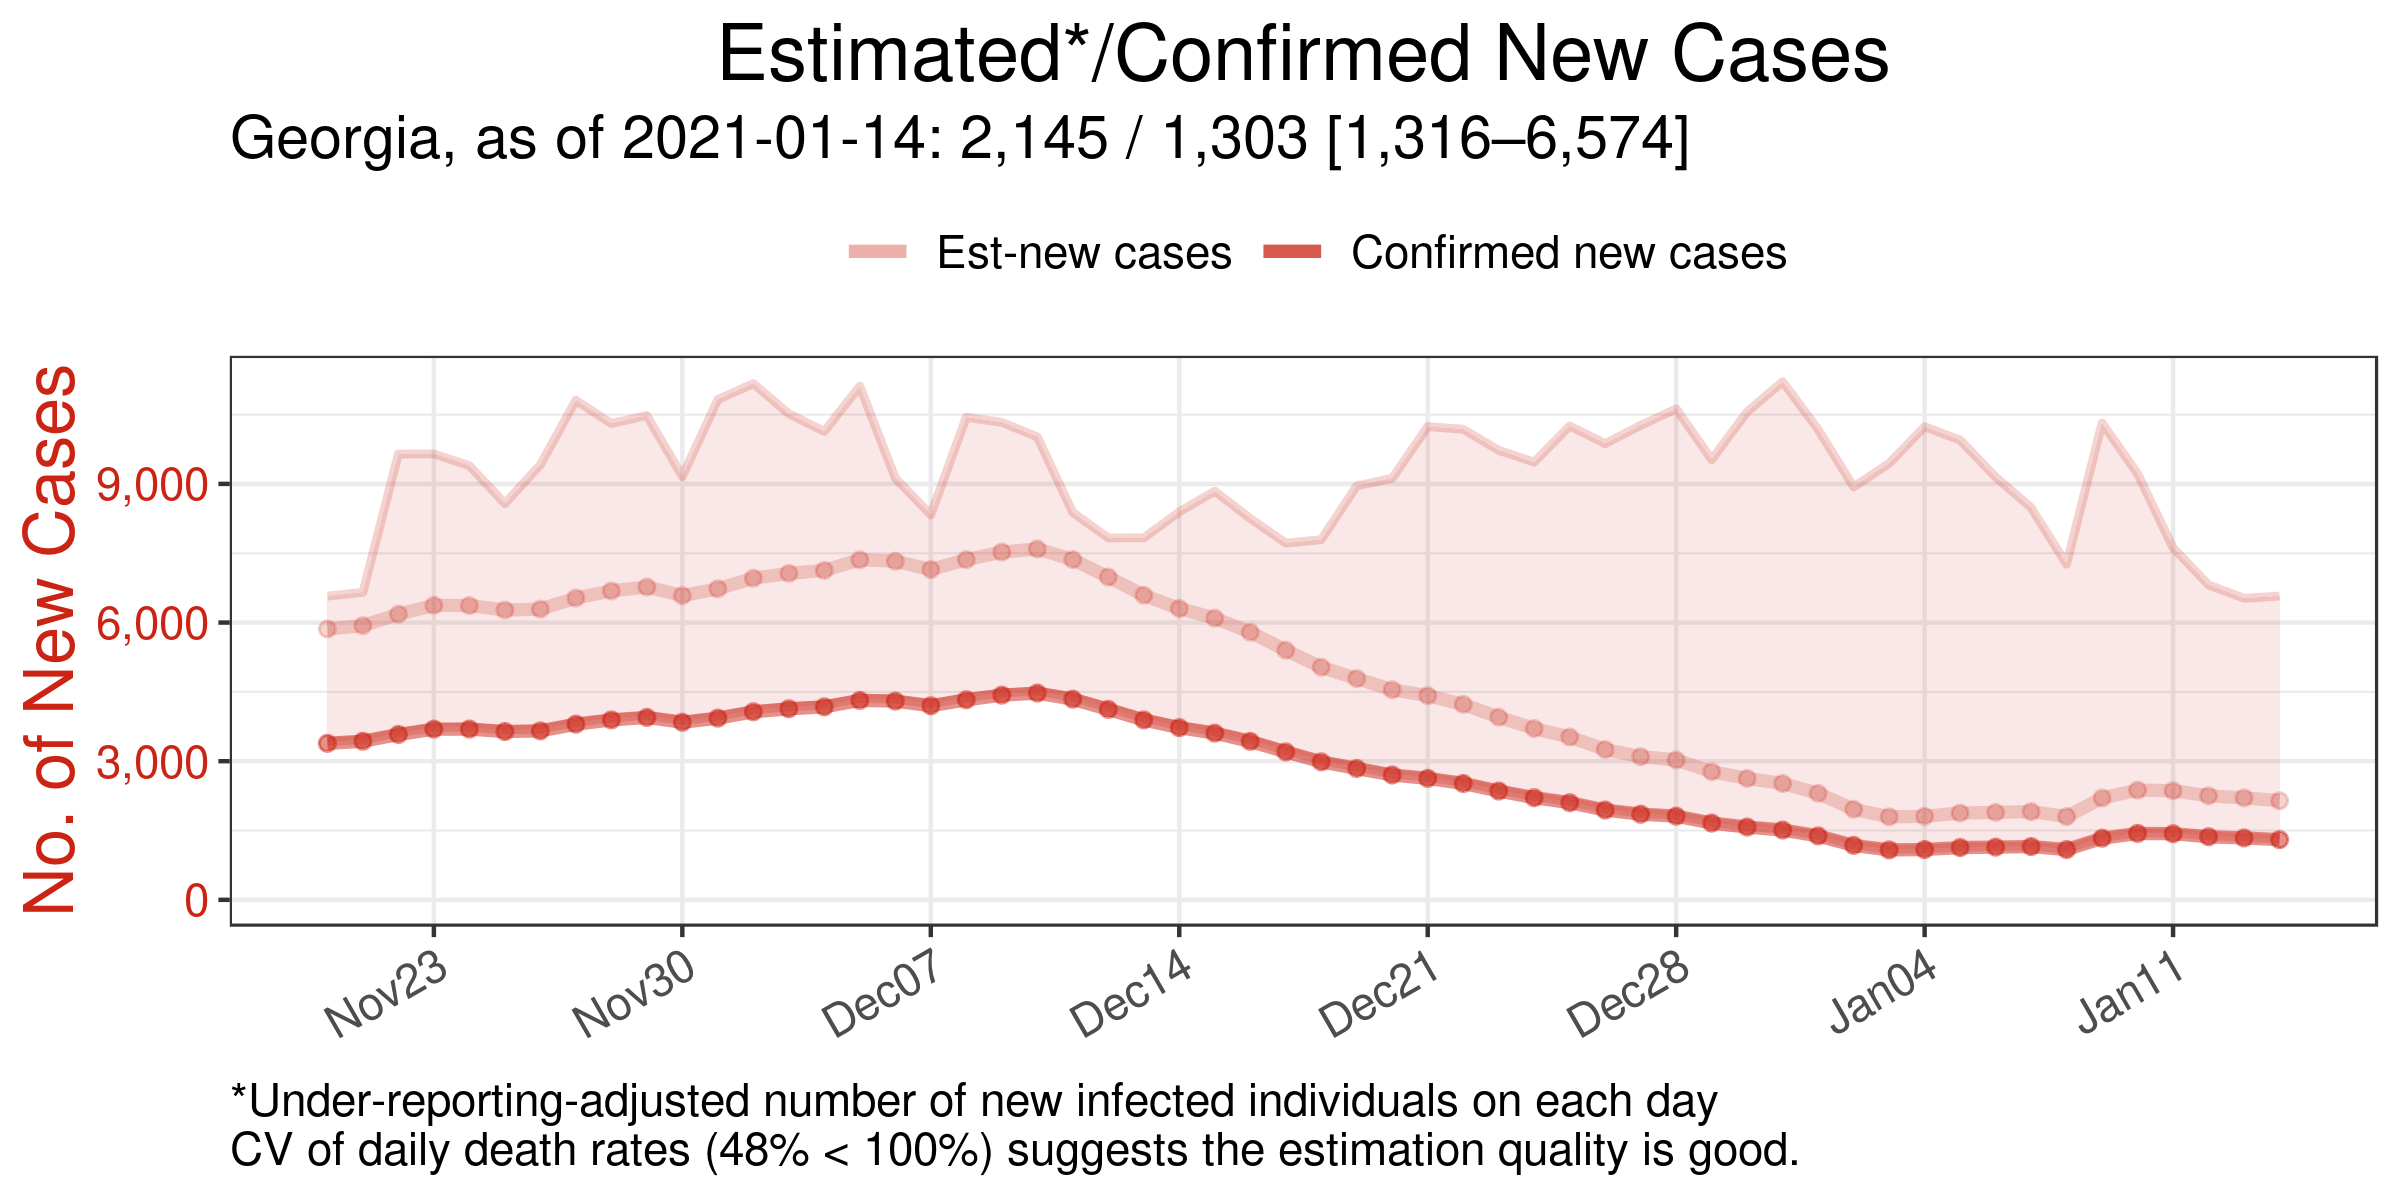 Estimated*/Confirmed New Cases
Georgia, as of 2021-01-14: 2,145 / 1,303 [1,316–6,574]
Est-new cases
Confirmed new cases
No. of New Cases
9,000
6,000
3,000
0
Nov23
Nov30
Dec07
Dec14
Dec21
Dec28
Jan04
Jan11
*Under-reporting-adjusted number of new infected individuals on each day
CV of daily death rates (48% < 100%) suggests the estimation quality is good.